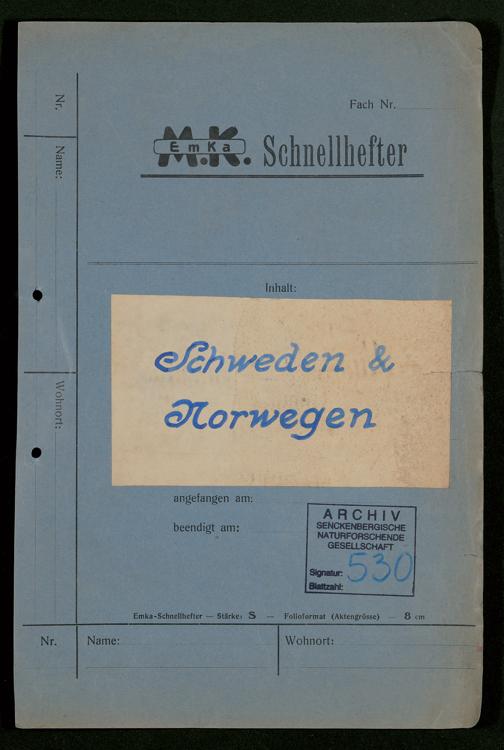 Fach Nr.
M.K.
EmKa
Schnellhefter
Inhalt:
Schweden &
Norwegen
angefangen am:
beendigt am:
ARCHIV
SENCKENBERGISCHE
NATURFORSCHENDE
GESELLSCHAFT
Signatur: 530
Blattzahl:
Emka-Schnellhefter — Stärke: S — Folioformat (Aktengrösse) — 8 cm
Nr.
Name:
Wohnort:
Nr.
Name:
Wohnort: